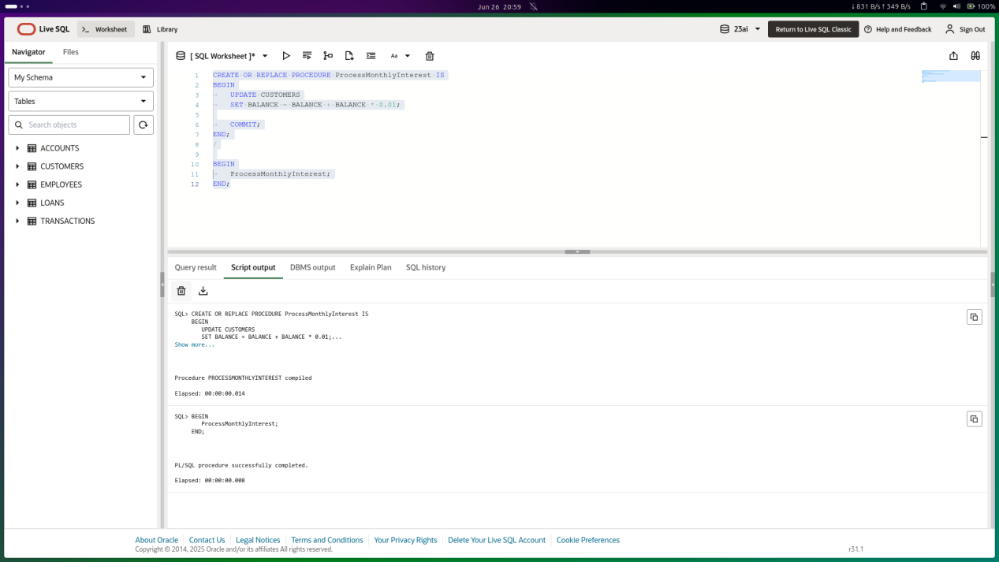 Jun 26 20:59
↓ 831 B/s ↑ 349 B/s
100%
Live SQL
>_ Worksheet
Library
23ai
Return to Live SQL Classic
Help and Feedback
Sign Out
Navigator
Files
My Schema
Tables
Search objects
ACCOUNTS
CUSTOMERS
EMPLOYEES
LOANS
TRANSACTIONS
[ SQL Worksheet ]*
Aa
1 CREATE OR REPLACE PROCEDURE ProcessMonthlyInterest IS
2 BEGIN
3 UPDATE CUSTOMERS
4 SET BALANCE = BALANCE + BALANCE * 0.01;
5
6 COMMIT;
7 END;
8 /
9
10 BEGIN
11 ProcessMonthlyInterest;
12 END;
Query result
Script output
DBMS output
Explain Plan
SQL history
SQL> CREATE OR REPLACE PROCEDURE ProcessMonthlyInterest IS
BEGIN
UPDATE CUSTOMERS
SET BALANCE = BALANCE + BALANCE * 0.01;...
Show more...
Procedure PROCESSMONTHLYINTEREST compiled
Elapsed: 00:00:00.014
SQL> BEGIN
ProcessMonthlyInterest;
END;
PL/SQL procedure successfully completed.
Elapsed: 00:00:00.008
About Oracle
Contact Us
Legal Notices
Terms and Conditions
Your Privacy Rights
Delete Your Live SQL Account
Cookie Preferences
Copyright © 2014, 2025 Oracle and/or its affiliates All rights reserved.
r31.1